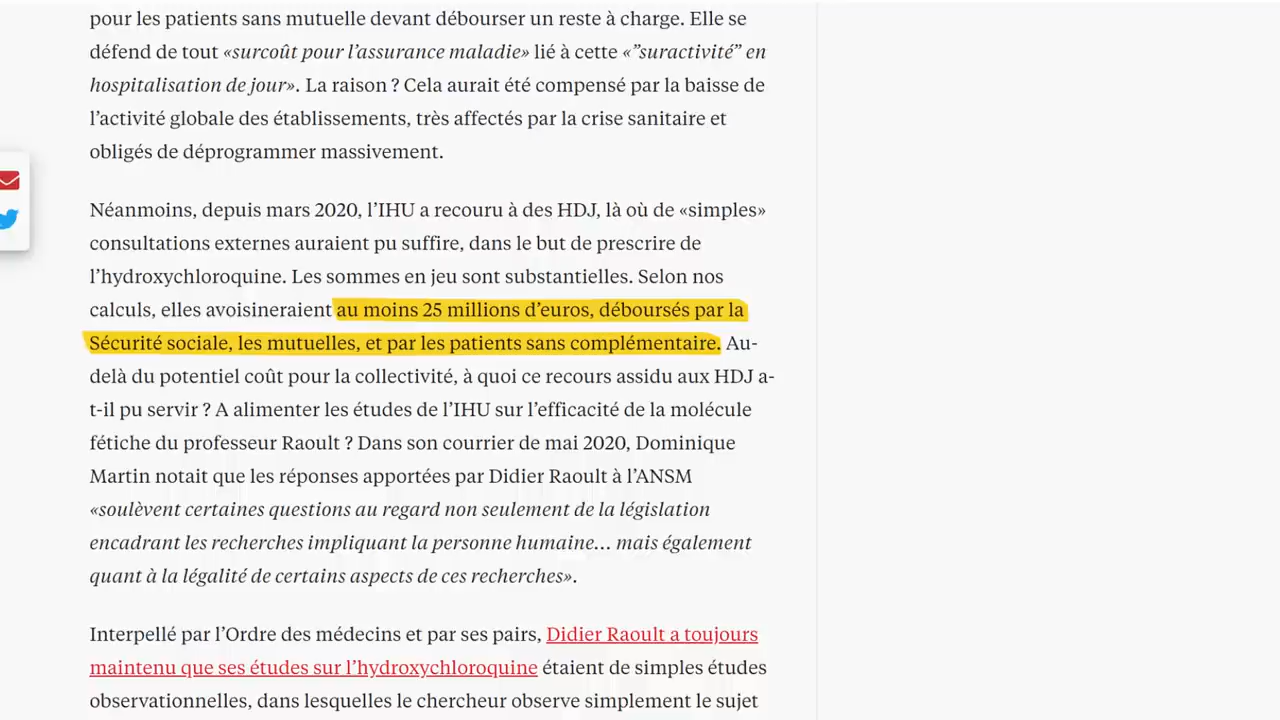 pour les patients sans mutuelle devant débourser un reste à charge. Elle se
défend de tout «surcoût pour l’assurance maladie» lié à cette «”suractivité” en
hospitalisation de jour». La raison ? Cela aurait été compensé par la baisse de
l’activité globale des établissements, très affectés par la crise sanitaire et
obligés de déprogrammer massivement.
Néanmoins, depuis mars 2020, l’IHU a recouru à des HDJ, là où de «simples»
consultations externes auraient pu suffire, dans le but de prescrire de
l’hydroxychloroquine. Les sommes en jeu sont substantielles. Selon nos
calculs, elles avoisineraient au moins 25 millions d’euros, déboursés par la
Sécurité sociale, les mutuelles, et par les patients sans complémentaire. Au-
delà du potentiel coût pour la collectivité, à quoi ce recours assidu aux HDJ a-
t-il pu servir ? A alimenter les études de l’IHU sur l’efficacité de la molécule
fétiche du professeur Raoult ? Dans son courrier de mai 2020, Dominique
Martin notait que les réponses apportées par Didier Raoult à l’ANSM
«soulèvent certaines questions au regard non seulement de la législation
encadrant les recherches impliquant la personne humaine… mais également
quant à la légalité de certains aspects de ces recherches».
Interpellé par l’Ordre des médecins et par ses pairs, Didier Raoult a toujours
maintenu que ses études sur l’hydroxychloroquine étaient de simples études
observationnelles, dans lesquelles le chercheur observe simplement le sujet